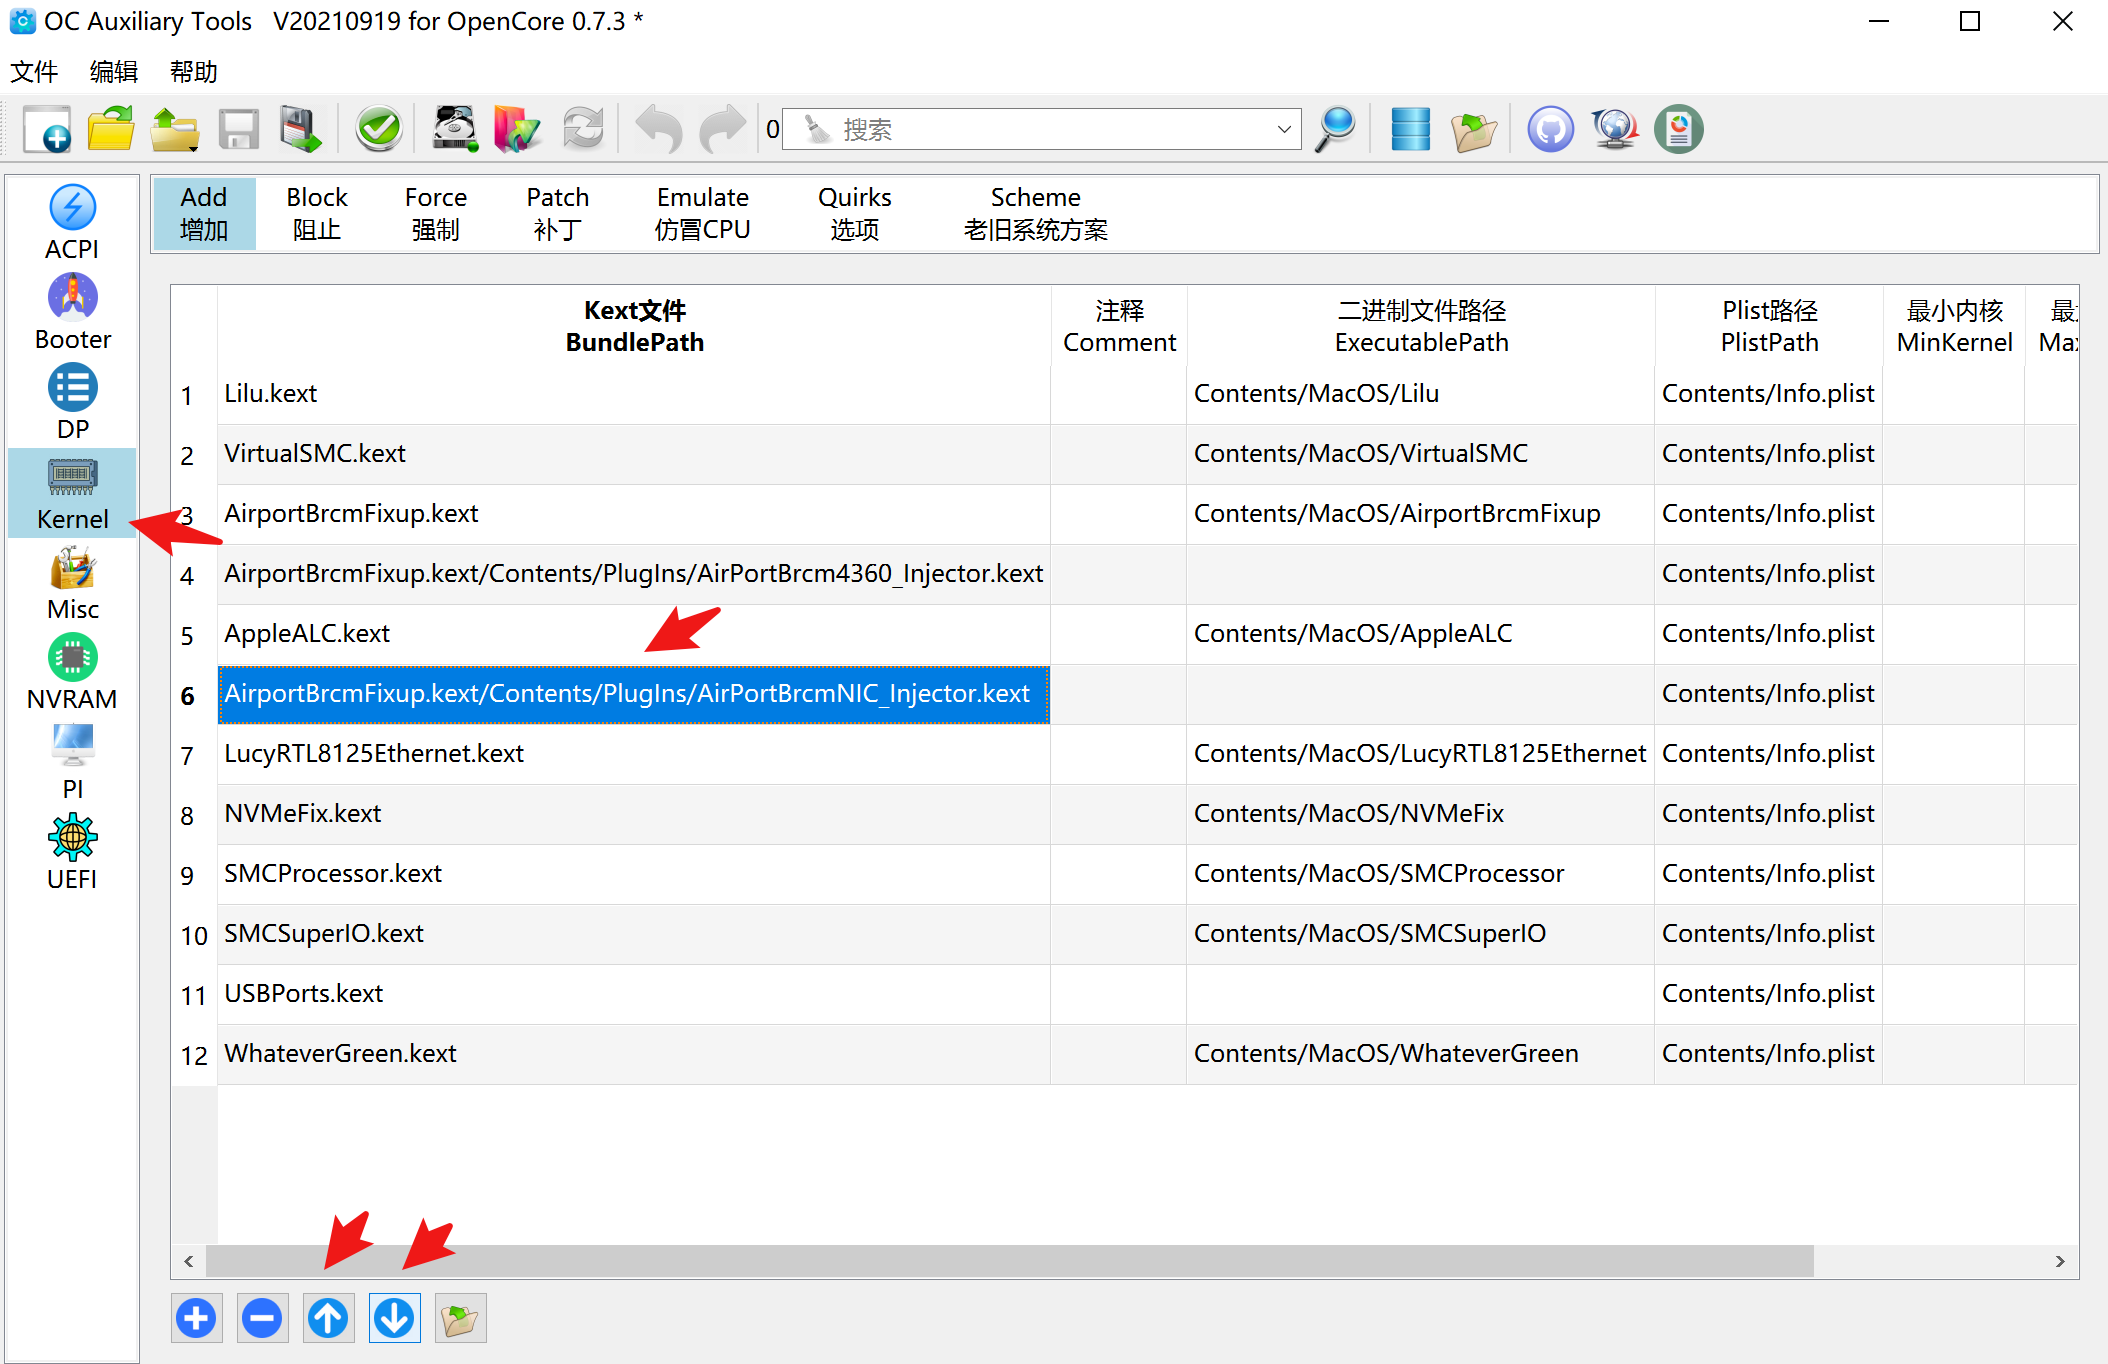 OC Auxiliary Tools V20210919 for OpenCore 0.7.3 *
文件 编辑 帮助
0 搜索
ACPI
Booter
DP
Kernel
Misc
NVRAM
PI
UEFI
Add Block Force Patch Emulate Quirks Scheme
增加 阻止 强制 补丁 仿冒CPU 选项 老旧系统方案
Kext文件 注释 二进制文件路径 Plist路径 最小内核
BundlePath Comment ExecutablePath PlistPath MinKernel
1 Lilu.kext Contents/MacOS/Lilu Contents/Info.plist
2 VirtualSMC.kext Contents/MacOS/VirtualSMC Contents/Info.plist
3 AirportBrcmFixup.kext Contents/MacOS/AirportBrcmFixup Contents/Info.plist
4 AirportBrcmFixup.kext/Contents/PlugIns/AirPortBrcm4360_Injector.kext Contents/Info.plist
5 AppleALC.kext Contents/MacOS/AppleALC Contents/Info.plist
6 AirportBrcmFixup.kext/Contents/PlugIns/AirPortBrcmNIC_Injector.kext Contents/Info.plist
7 LucyRTL8125Ethernet.kext Contents/MacOS/LucyRTL8125Ethernet Contents/Info.plist
8 NVMeFix.kext Contents/MacOS/NVMeFix Contents/Info.plist
9 SMCProcessor.kext Contents/MacOS/SMCProcessor Contents/Info.plist
10 SMCSuperIO.kext Contents/MacOS/SMCSuperIO Contents/Info.plist
11 USBPorts.kext Contents/Info.plist
12 WhateverGreen.kext Contents/MacOS/WhateverGreen Contents/Info.plist